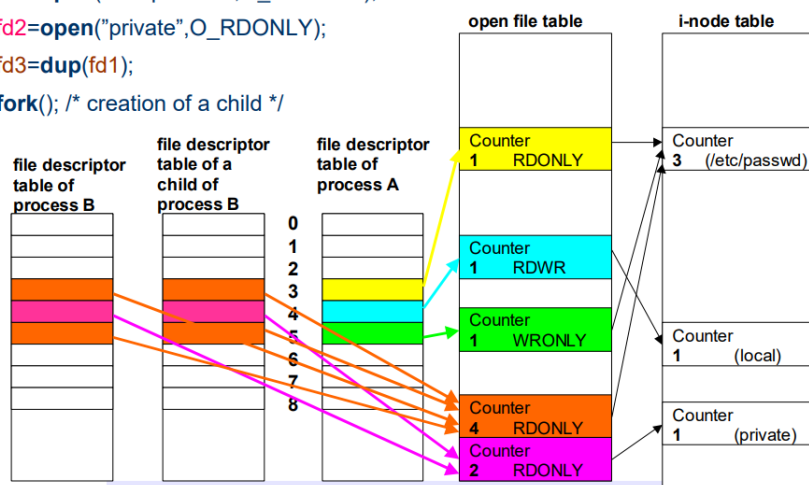 fd2=open("private",O_RDONLY);
fd3=dup(fd1);
fork(); /* creation of a child */
open file table
i-node table
file descriptor
table of
process B
file descriptor
table of a
child of
process B
file descriptor
table of
process A
0
1
2
3
4
5
6
7
8
Counter
1 RDONLY
Counter
1 RDWR
Counter
1 WRONLY
Counter
4 RDONLY
Counter
2 RDONLY
Counter
3 (/etc/passwd)
Counter
1 (local)
Counter
1 (private)